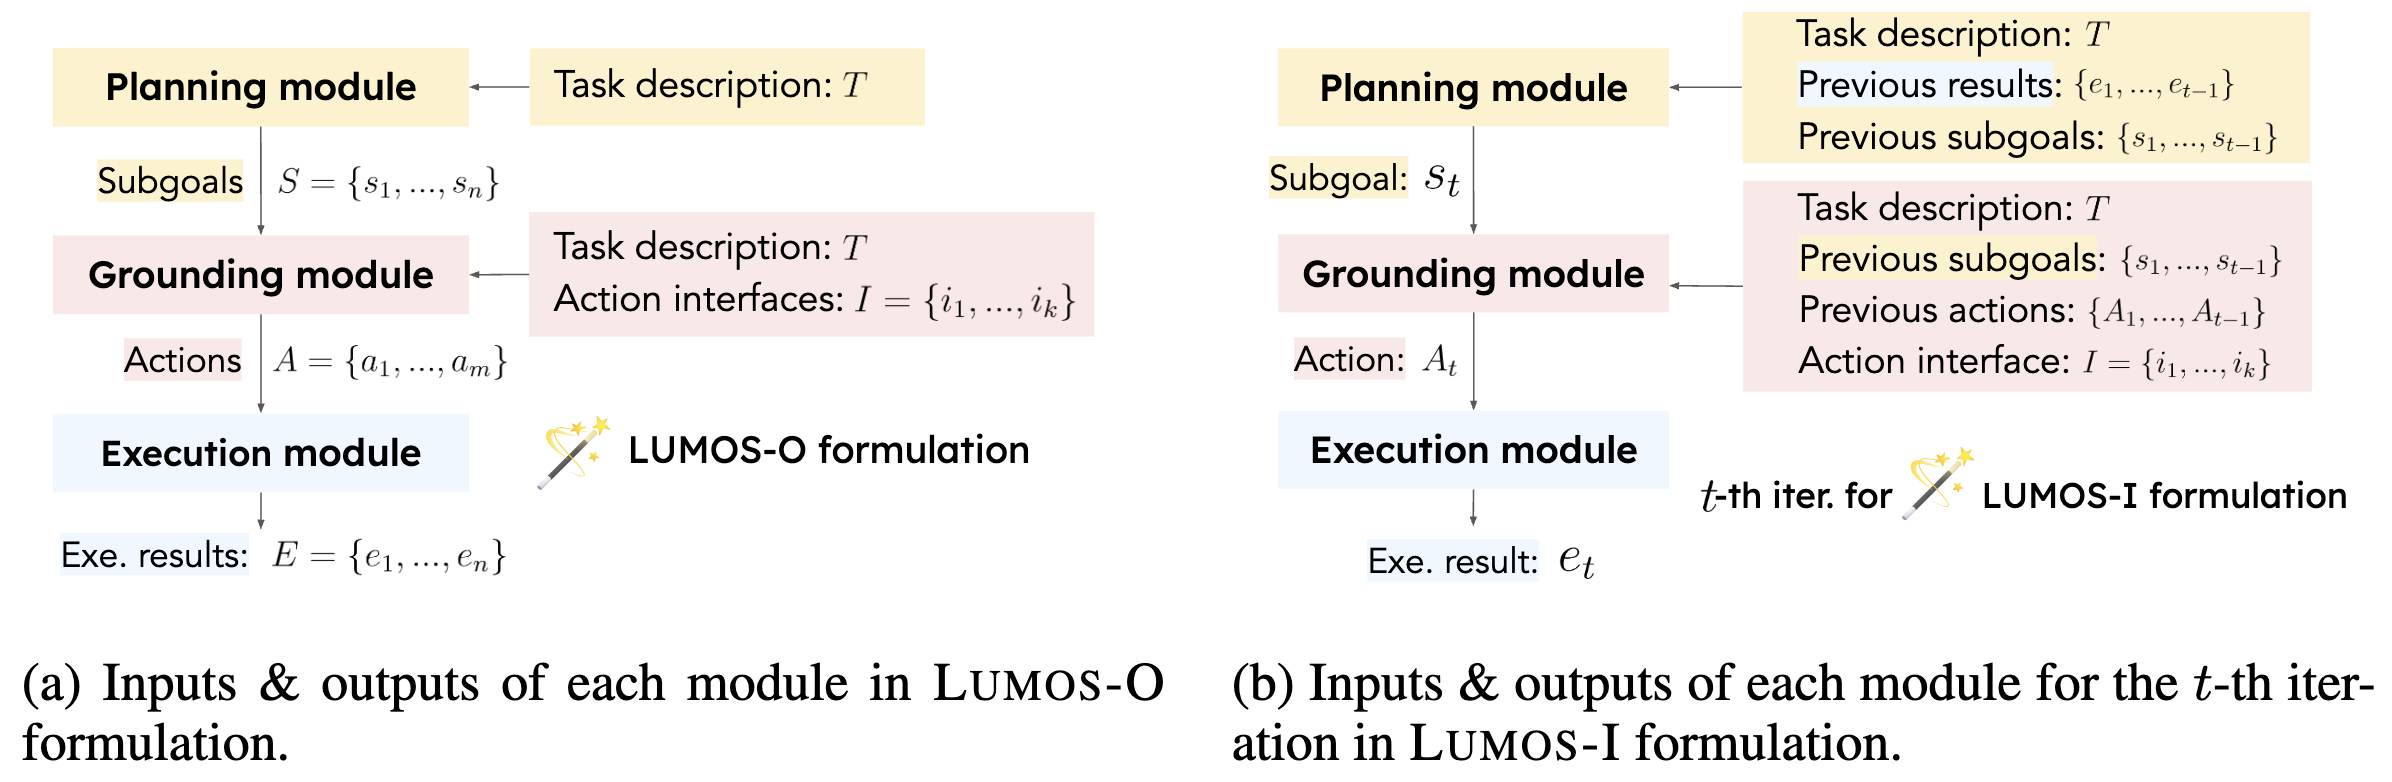 Planning module
Task description: T
Subgoals S = {s_1, ..., s_n}
Grounding module
Task description: T
Action interfaces: I = {i_1, ..., i_k}
Actions A = {a_1, ..., a_m}
Execution module
LUMOS-O formulation
Exe. results: E = {e_1, ..., e_n}
(a) Inputs & outputs of each module in LUMOS-O
formulation.
Planning module
Task description: T
Previous results: {e_1, ..., e_{t−1}}
Previous subgoals: {s_1, ..., s_{t−1}}
Subgoal: s_t
Grounding module
Task description: T
Previous subgoals: {s_1, ..., s_{t−1}}
Previous actions: {A_1, ..., A_{t−1}}
Action interface: I = {i_1, ..., i_k}
Action: A_t
Execution module
t-th iter. for LUMOS-I formulation
Exe. result: e_t
(b) Inputs & outputs of each module for the t-th iter-
ation in LUMOS-I formulation.